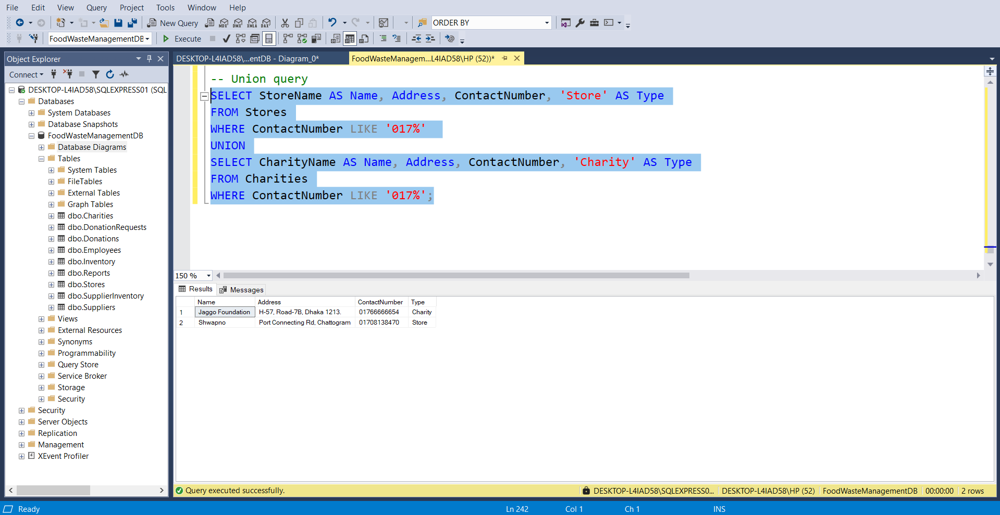 File Edit View Query Project Tools Window Help
New Query MDX DMX XMLA DAX ORDER BY
FoodWasteManagementDB Execute
Object Explorer
Connect
DESKTOP-L4IAD58\SQLEXPRESS01 (SQL
Databases
System Databases
Database Snapshots
FoodWasteManagementDB
Database Diagrams
Tables
System Tables
FileTables
External Tables
Graph Tables
dbo.Charities
dbo.DonationRequests
dbo.Donations
dbo.Employees
dbo.Inventory
dbo.Reports
dbo.Stores
dbo.SupplierInventory
dbo.Suppliers
Views
External Resources
Synonyms
Programmability
Query Store
Service Broker
Storage
Security
Security
Server Objects
Replication
Management
XEvent Profiler
DESKTOP-L4IAD58\...entDB - Diagram_0* FoodWasteManagem...L4IAD58\HP (52))*
-- Union query
SELECT StoreName AS Name, Address, ContactNumber, 'Store' AS Type
FROM Stores
WHERE ContactNumber LIKE '017%'
UNION
SELECT CharityName AS Name, Address, ContactNumber, 'Charity' AS Type
FROM Charities
WHERE ContactNumber LIKE '017%';
150 %
Results Messages
Name Address ContactNumber Type
1 Jaggo Foundation H-57, Road-7B, Dhaka 1213. 01766666654 Charity
2 Shwapno Port Connecting Rd, Chattogram 01708138470 Store
Query executed successfully. DESKTOP-L4IAD58\SQLEXPRESS0... DESKTOP-L4IAD58\HP (52) FoodWasteManagementDB 00:00:00 2 rows
Ready Ln 242 Col 1 Ch 1 INS